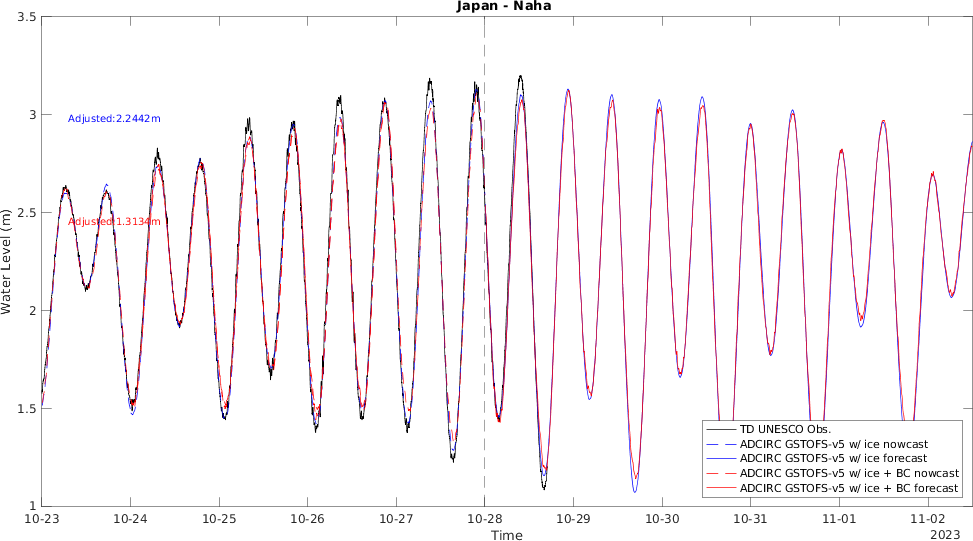 Japan - Naha
3.5
3
2.5
2
1.5
1
Water Level (m)
Adjusted:2.2442m
Adjusted:1.3134m
TD UNESCO Obs.
ADCIRC GSTOFS-v5 w/ ice nowcast
ADCIRC GSTOFS-v5 w/ ice forecast
ADCIRC GSTOFS-v5 w/ ice + BC nowcast
ADCIRC GSTOFS-v5 w/ ice + BC forecast
10-23 10-24 10-25 10-26 10-27 10-28 10-29 10-30 10-31 11-01 11-02
Time
2023